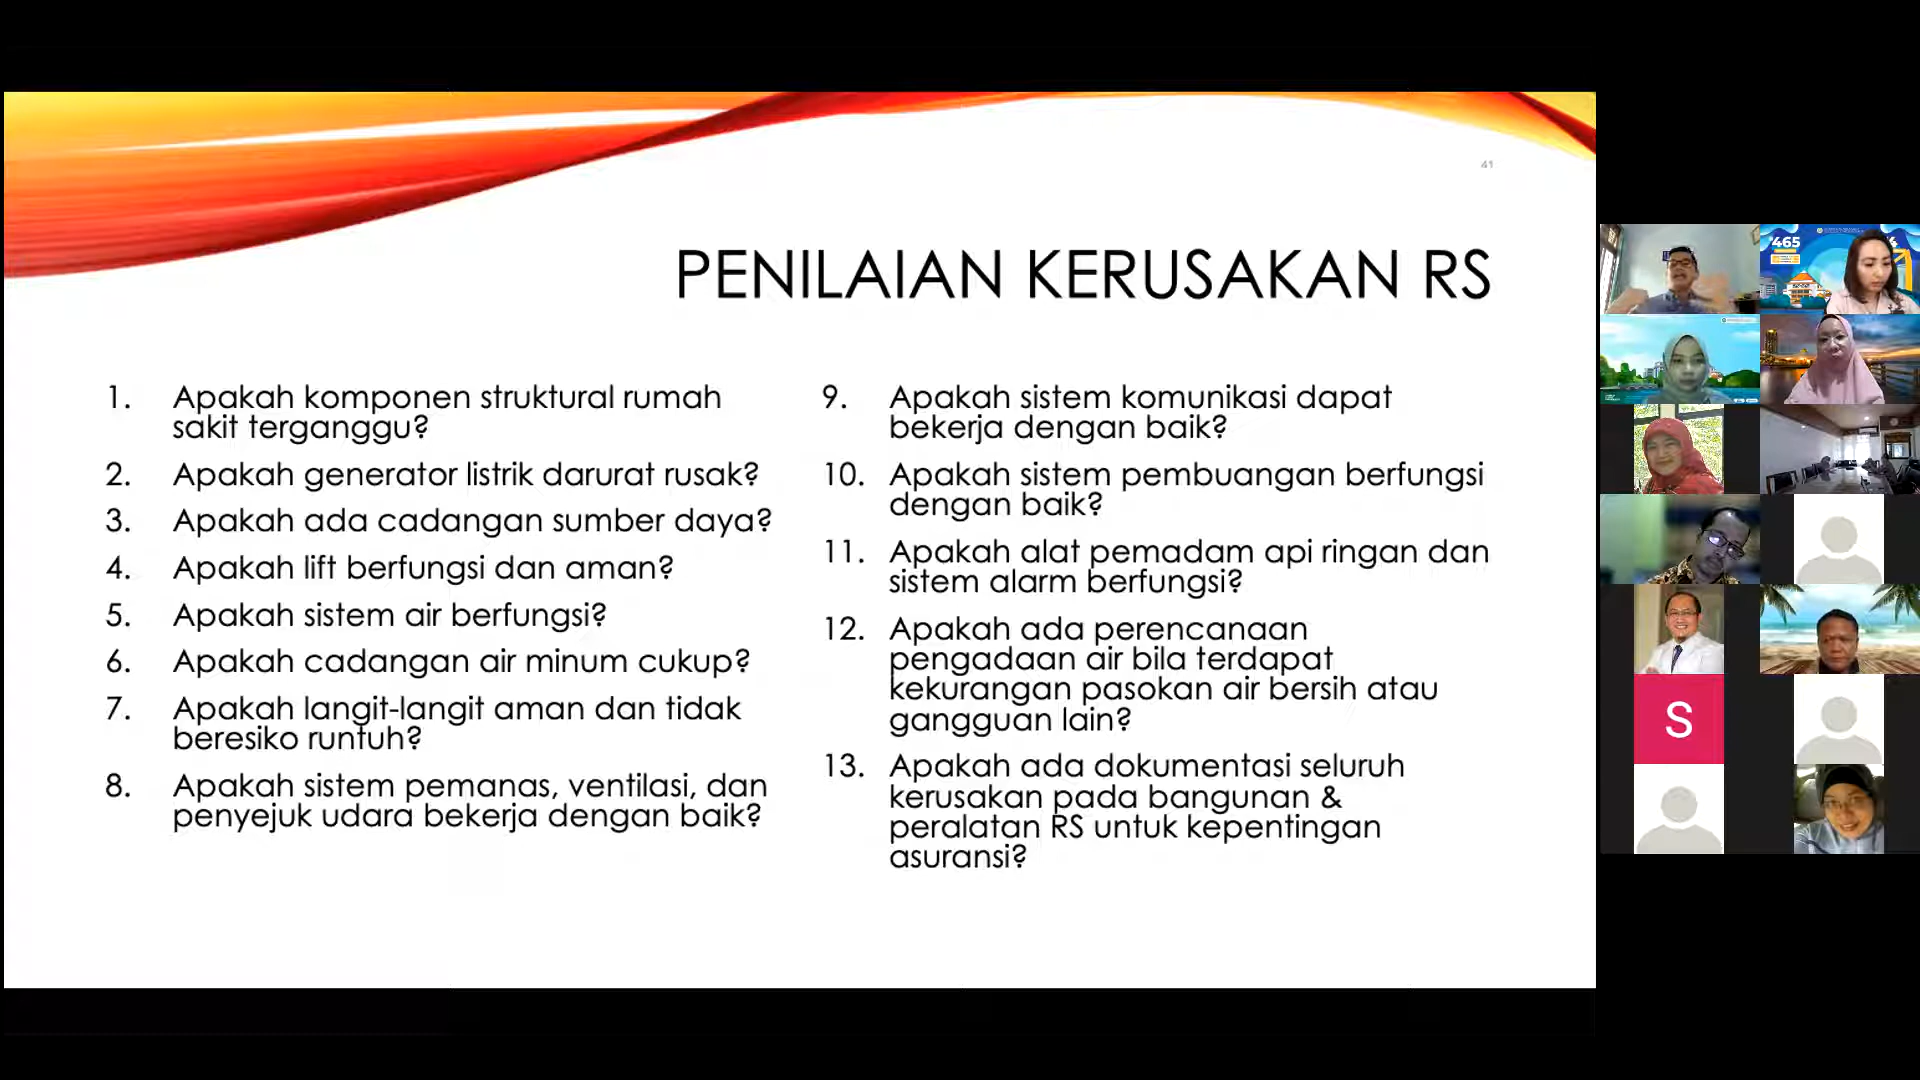 41
PENILAIAN KERUSAKAN RS
1. Apakah komponen struktural rumah
sakit terganggu?
2. Apakah generator listrik darurat rusak?
3. Apakah ada cadangan sumber daya?
4. Apakah lift berfungsi dan aman?
5. Apakah sistem air berfungsi?
6. Apakah cadangan air minum cukup?
7. Apakah langit-langit aman dan tidak
beresiko runtuh?
8. Apakah sistem pemanas, ventilasi, dan
penyejuk udara bekerja dengan baik?
9. Apakah sistem komunikasi dapat
bekerja dengan baik?
10. Apakah sistem pembuangan berfungsi
dengan baik?
11. Apakah alat pemadam api ringan dan
sistem alarm berfungsi?
12. Apakah ada perencanaan
pengadaan air bila terdapat
kekurangan pasokan air bersih atau
gangguan lain?
13. Apakah ada dokumentasi seluruh
kerusakan pada bangunan &
peralatan RS untuk kepentingan
asuransi?
465
S